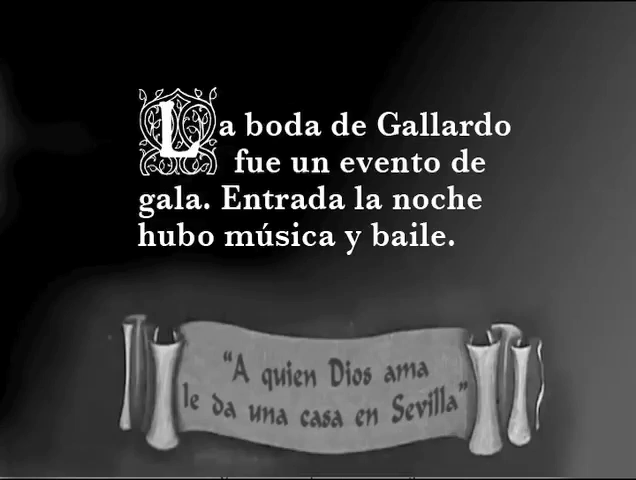 La boda de Gallardo
fue un evento de
gala. Entrada la noche
hubo música y baile.
"A quien Dios ama
le da una casa en Sevilla"